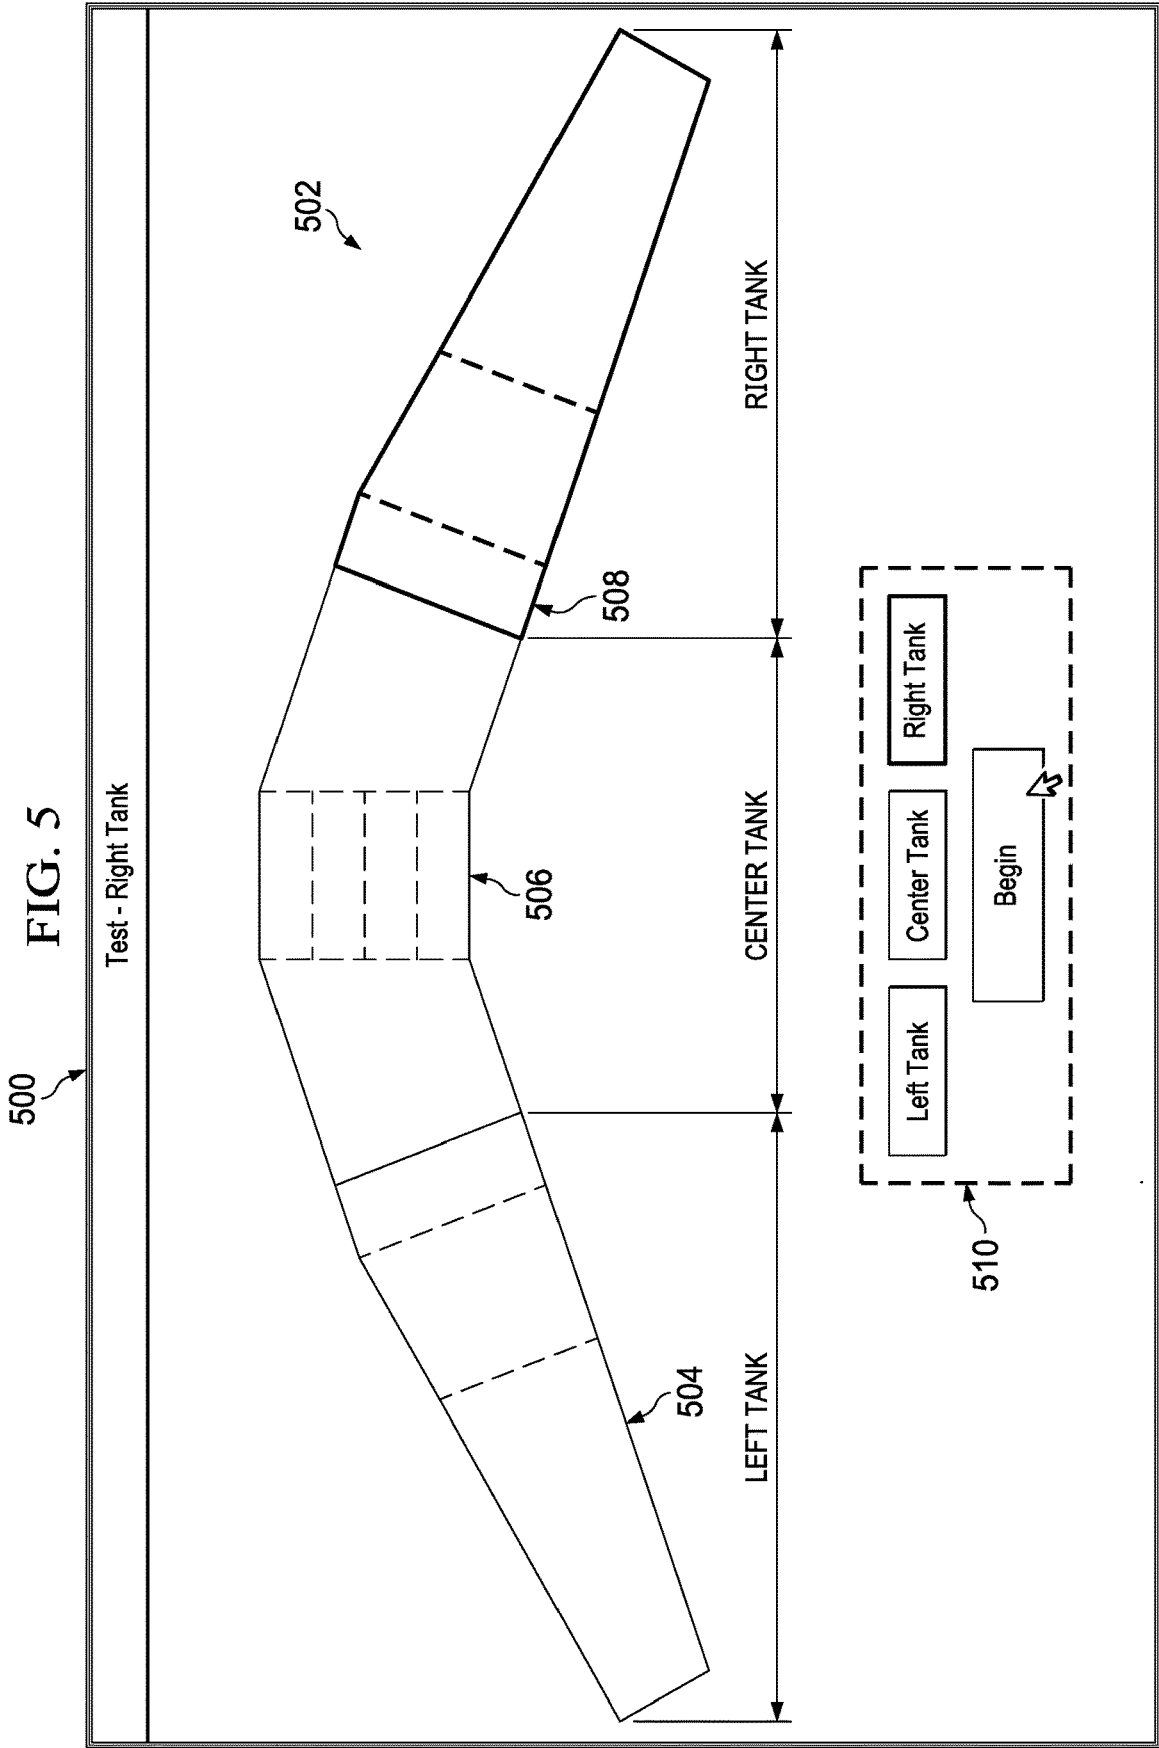 FIG. 5
500
Test - Right Tank
502
508
506
504
LEFT TANK
CENTER TANK
RIGHT TANK
510
Left Tank
Center Tank
Right Tank
Begin